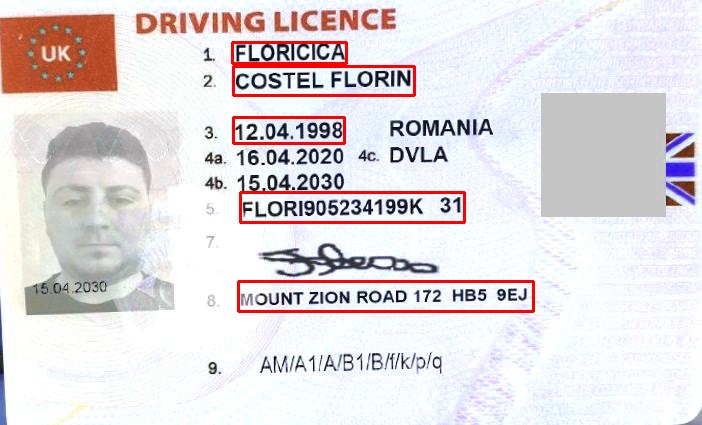 DRIVING LICENCE
UK
1. FLORICICA
2. COSTEL FLORIN
3. 12.04.1998 ROMANIA
4a. 16.04.2020 4c. DVLA
4b. 15.04.2030
5. FLORI905234199K 31
7.
15.04.2030
8. MOUNT ZION ROAD 172 HB5 9EJ
9. AM/A1/A/B1/B/f/k/p/q